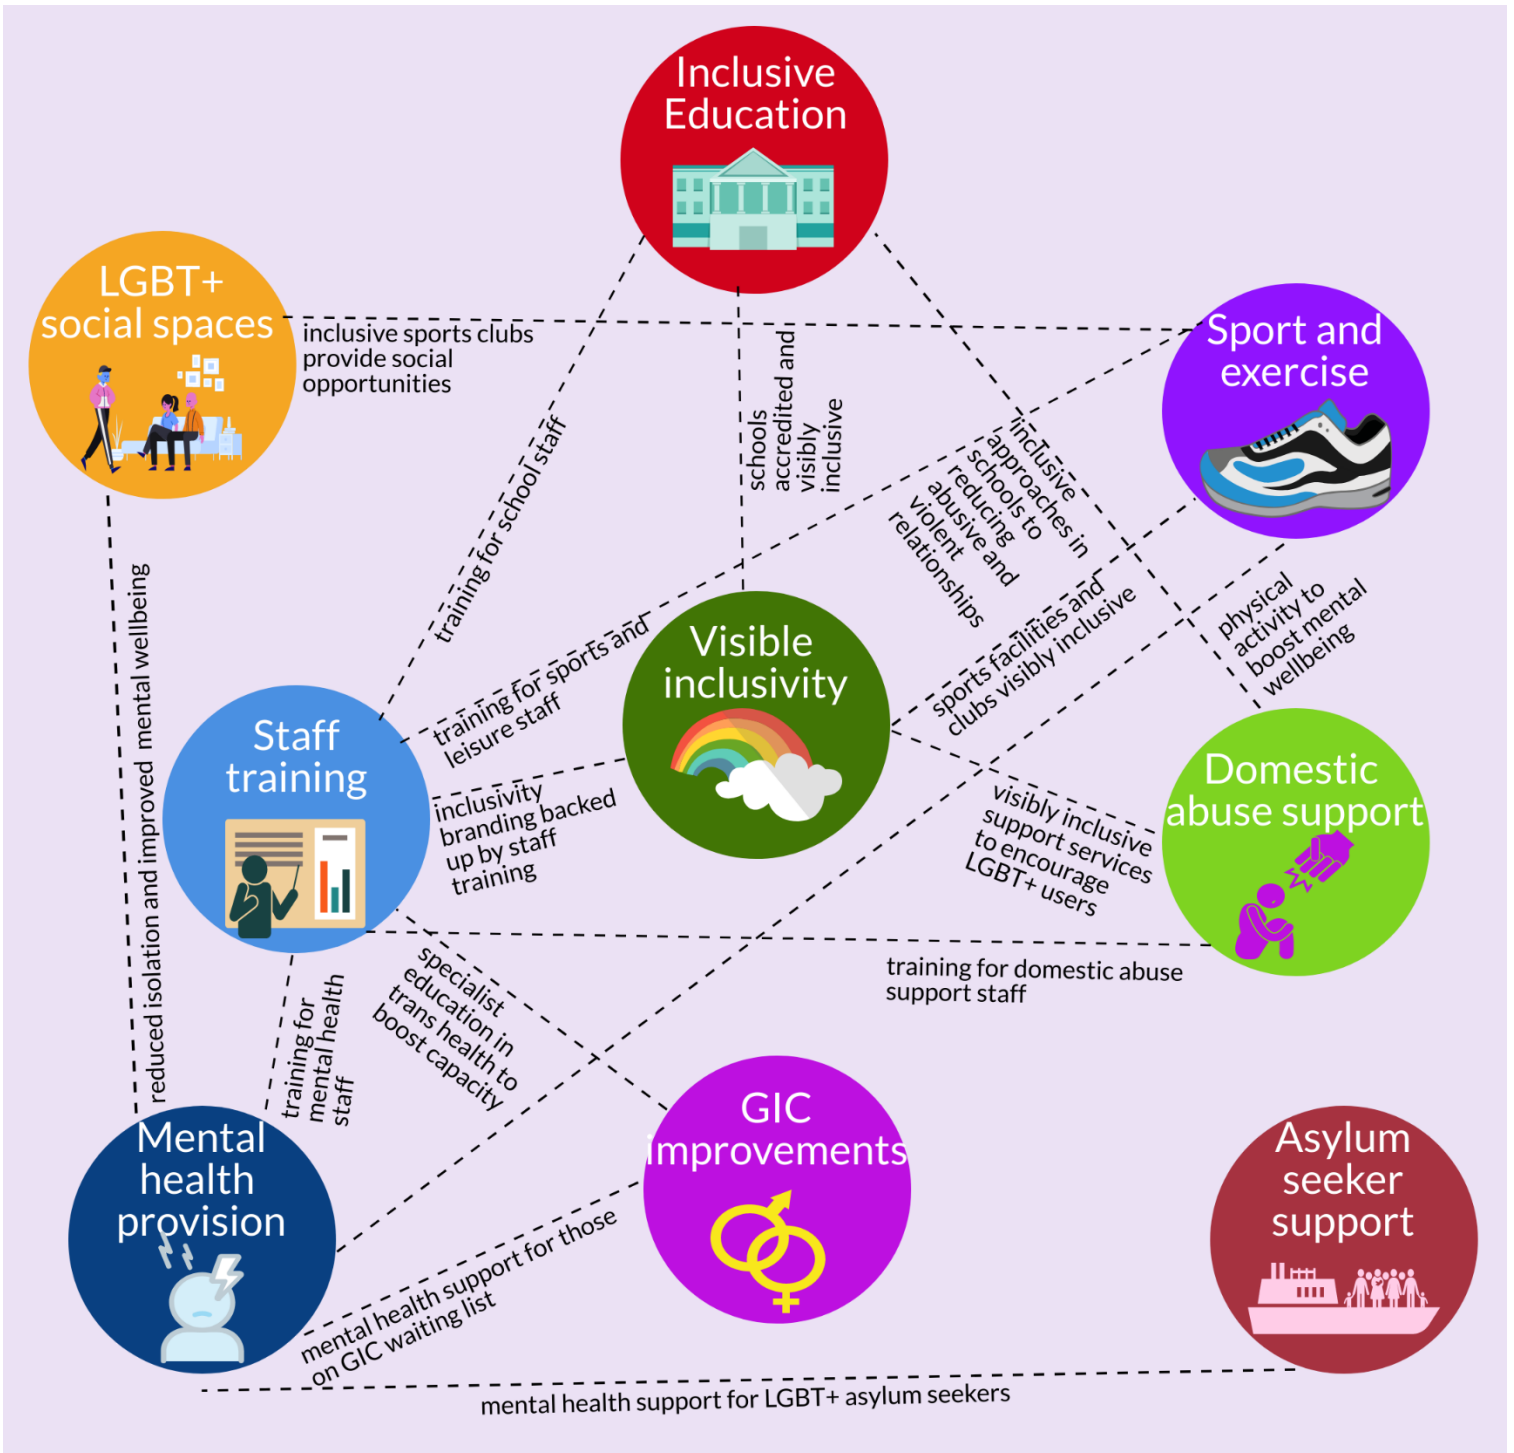 Inclusive
Education
LGBT+
social spaces
inclusive sports clubs
provide social
opportunities
Sport and
exercise
training for school staff
schools
accredited and
visibly
inclusive
inclusive
approaches in
schools to
reducing
abusive and
violent
relationships
reduced isolation and improved mental wellbeing
training for sports and
leisure staff
Visible
inclusivity
sports facilities and
clubs visibly inclusive
physical
activity to
boost mental
wellbeing
Staff
training
inclusivity
branding backed
up by staff
training
visibly inclusive
support services
to encourage
LGBT+ users
Domestic
abuse support
training for domestic abuse
support staff
specialist
education in
trans health to
boost capacity
training for
mental health
staff
Mental
health
provision
GIC
improvements
Asylum
seeker
support
mental health support for those
on GIC waiting list
mental health support for LGBT+ asylum seekers